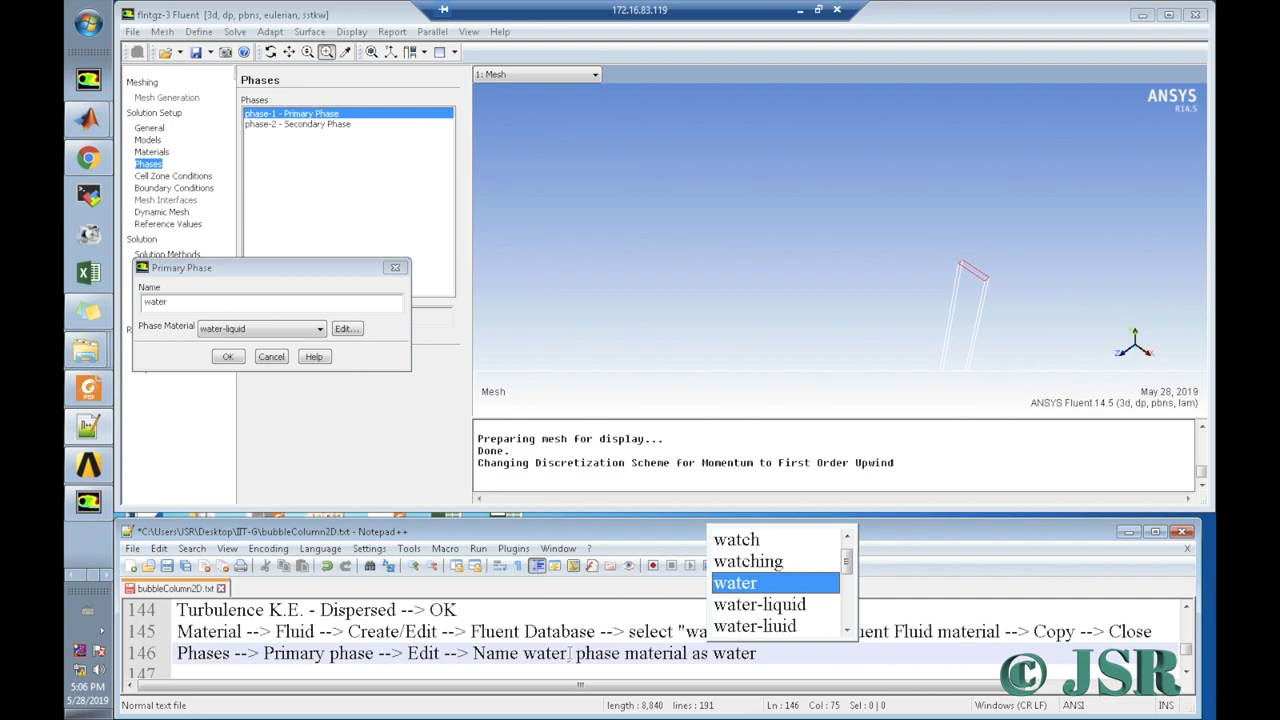 flntgz-3 Fluent [3d, dp, pbns, eulerian, sstkw]
172.16.83.119
File Mesh Define Solve Adapt Surface Display Report Parallel View Help
Meshing
Mesh Generation
Solution Setup
General
Models
Materials
Phases
Cell Zone Conditions
Boundary Conditions
Mesh Interfaces
Dynamic Mesh
Reference Values
Solution
Solution Methods
Phases
Phases
phase-1 - Primary Phase
phase-2 - Secondary Phase
Primary Phase
Name
water
Phase Material water-liquid Edit...
OK Cancel Help
1: Mesh
ANSYS
R14.5
Y
Z
X
Mesh
May 28, 2019
ANSYS Fluent 14.5 (3d, dp, pbns, lam)
Preparing mesh for display...
Done.
Changing Discretization Scheme for Momentum to First Order Upwind
*C:\Users\JSR\Desktop\IIT-G\bubbleColumn2D.txt - Notepad++
File Edit Search View Encoding Language Settings Tools Macro Run Plugins Window ?
bubbleColumn2D.txt
watch
watching
water
water-liquid
water-liuid
144 Turbulence K.E. - Dispersed --> OK
145 Material --> Fluid --> Create/Edit --> Fluent Database --> select "wa uent Fluid material --> Copy --> Close
146 Phases --> Primary phase --> Edit --> Name water, phase material as water
147
Normal text file length : 8,840 lines : 191 Ln : 146 Col : 75 Sel : 0 | 0 Windows (CR LF) ANSI INS
PDF
5:06 PM
5/28/2019
© JSR